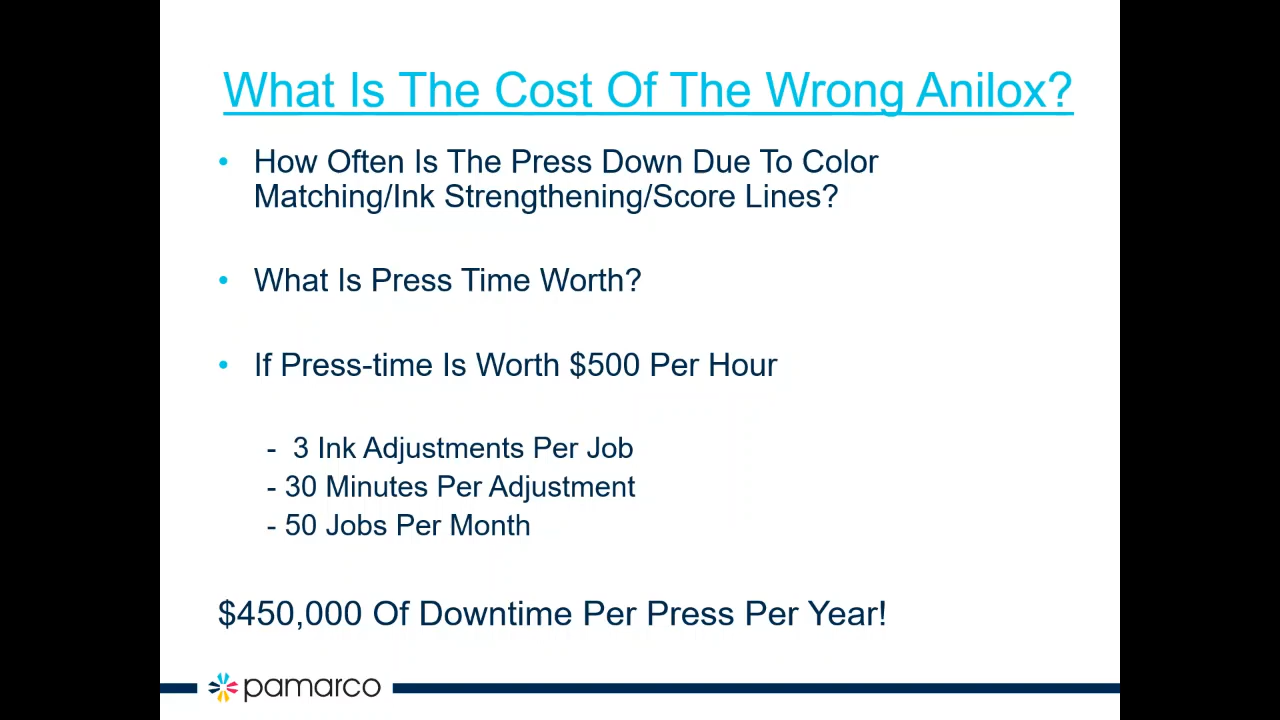 What Is The Cost Of The Wrong Anilox?
• How Often Is The Press Down Due To Color
Matching/Ink Strengthening/Score Lines?
• What Is Press Time Worth?
• If Press-time Is Worth $500 Per Hour
- 3 Ink Adjustments Per Job
- 30 Minutes Per Adjustment
- 50 Jobs Per Month
$450,000 Of Downtime Per Press Per Year!
pamarco